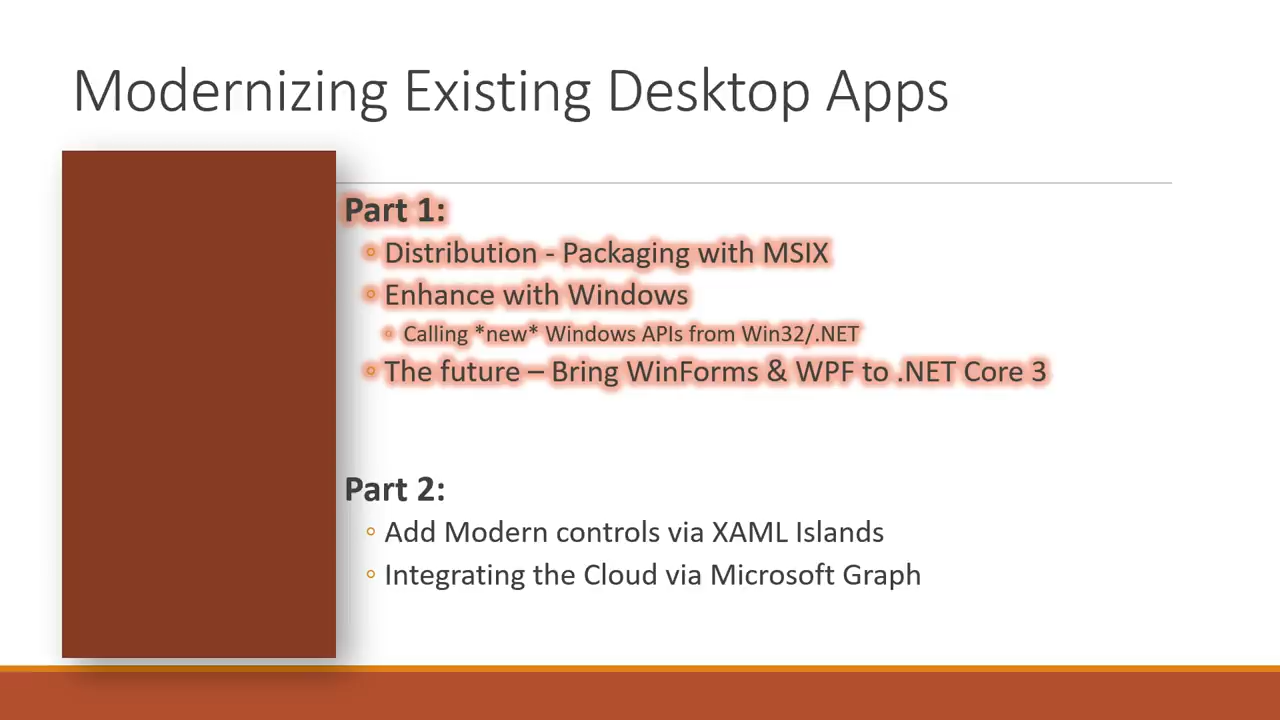 Modernizing Existing Desktop Apps
Part 1:
Distribution - Packaging with MSIX
Enhance with Windows
Calling *new* Windows APIs from Win32/.NET
The future – Bring WinForms & WPF to .NET Core 3
Part 2:
Add Modern controls via XAML Islands
Integrating the Cloud via Microsoft Graph